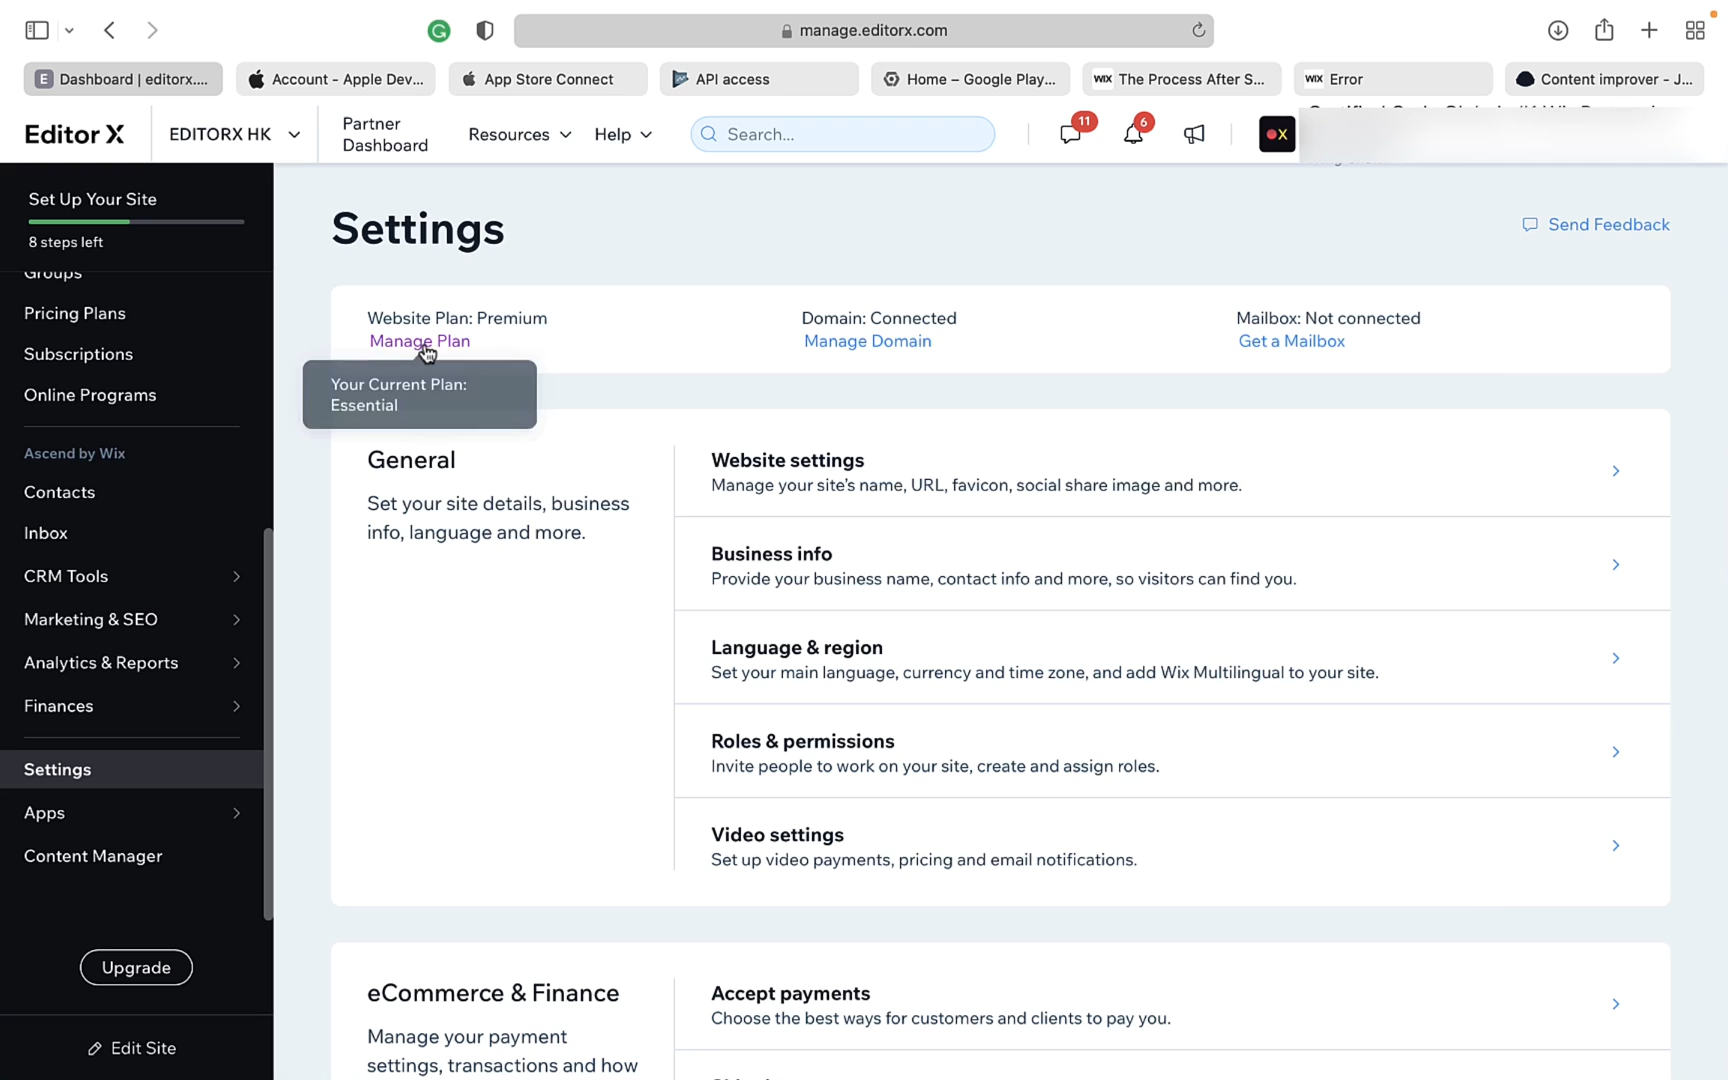 manage.editorx.com
E Dashboard | editorx....
Account - Apple Dev...
App Store Connect
API access
Home – Google Play...
WIX The Process After S...
WIX Error
Content improver - J...
Editor X
EDITORX HK
Partner
Dashboard
Resources
Help
Search...
11
6
X
Set Up Your Site
8 steps left
Groups
Pricing Plans
Subscriptions
Online Programs
Ascend by Wix
Contacts
Inbox
CRM Tools
Marketing & SEO
Analytics & Reports
Finances
Settings
Apps
Content Manager
Upgrade
Edit Site
Settings
Send Feedback
Website Plan: Premium
Manage Plan
Domain: Connected
Manage Domain
Mailbox: Not connected
Get a Mailbox
Your Current Plan:
Essential
General
Set your site details, business
info, language and more.
Website settings
Manage your site's name, URL, favicon, social share image and more.
Business info
Provide your business name, contact info and more, so visitors can find you.
Language & region
Set your main language, currency and time zone, and add Wix Multilingual to your site.
Roles & permissions
Invite people to work on your site, create and assign roles.
Video settings
Set up video payments, pricing and email notifications.
eCommerce & Finance
Manage your payment
settings, transactions and how
Accept payments
Choose the best ways for customers and clients to pay you.